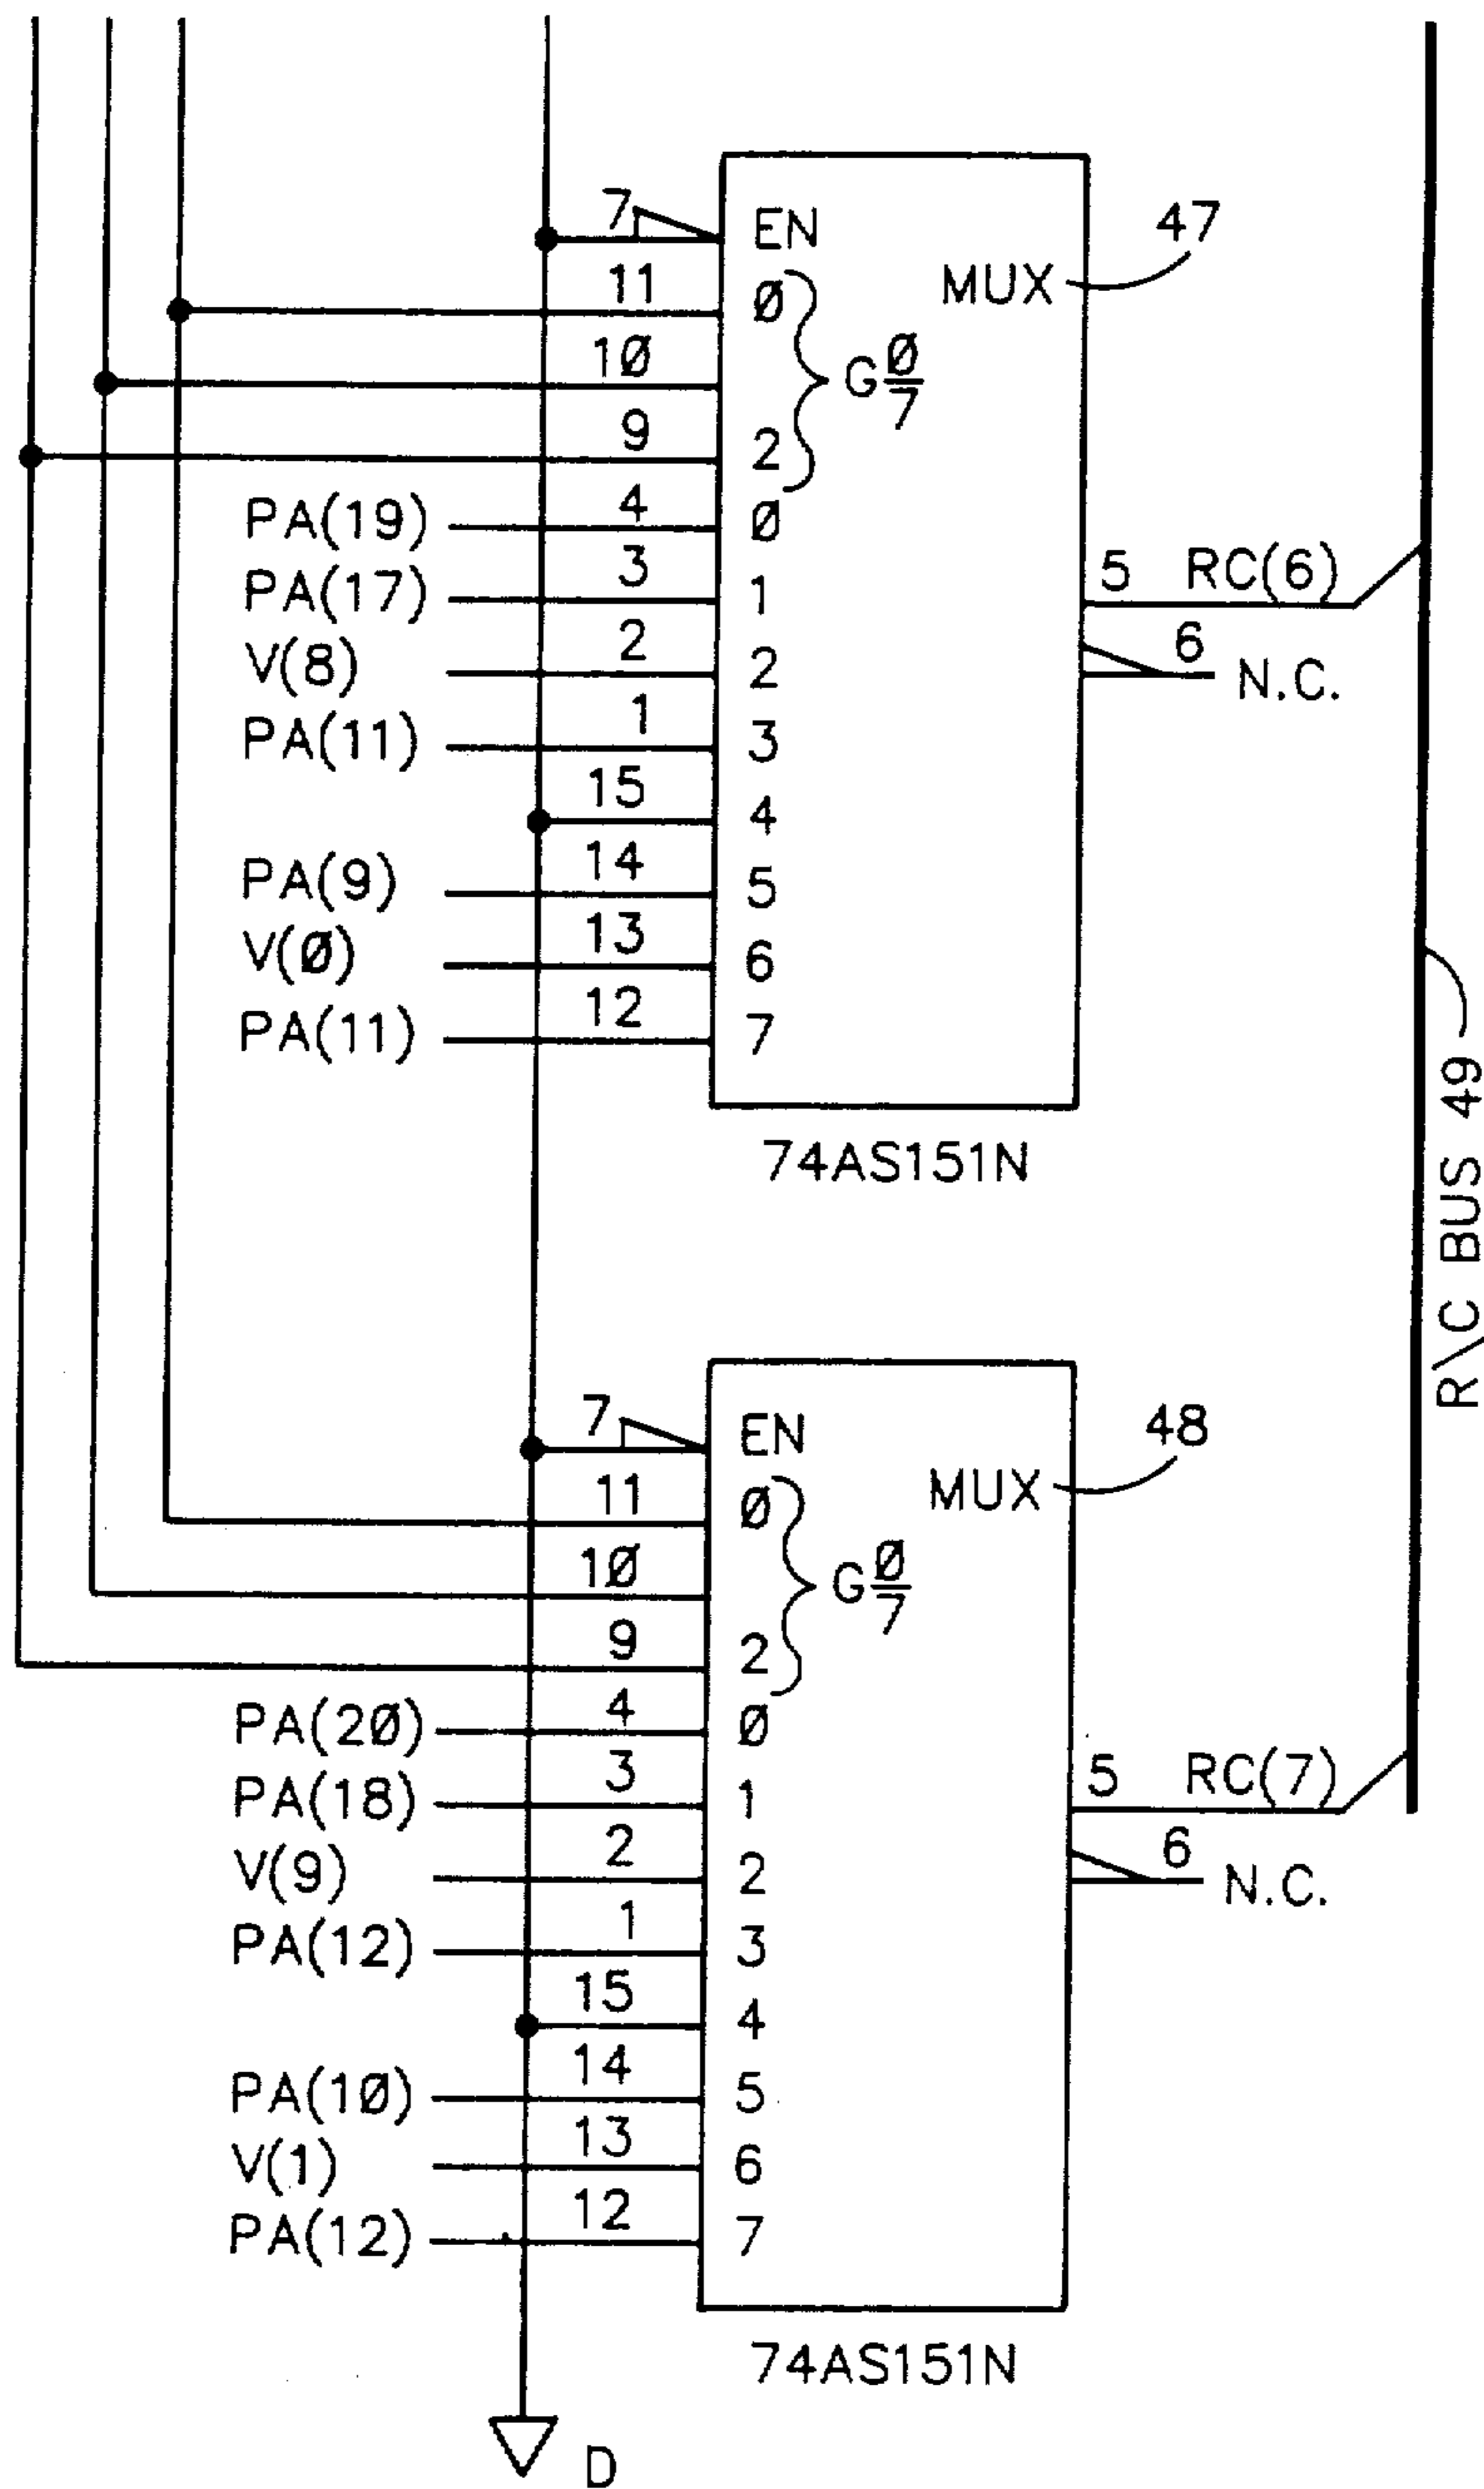 7 EN
47
11 Ø MUX
1Ø G Ø
7
9 2
PA(19) 4 Ø
PA(17) 3 1 5 RC(6)
V(8) 2 2 6 N.C.
PA(11) 1 3
15 4
PA(9) 14 5
V(Ø) 13 6
PA(11) 12 7
R\C BUS 49
74AS151N
7 EN
48
11 Ø MUX
1Ø G Ø
7
9 2
PA(2Ø) 4 Ø
PA(18) 3 1 5 RC(7)
V(9) 2 2 6 N.C.
PA(12) 1 3
15 4
PA(1Ø) 14 5
V(1) 13 6
PA(12) 12 7
74AS151N
D